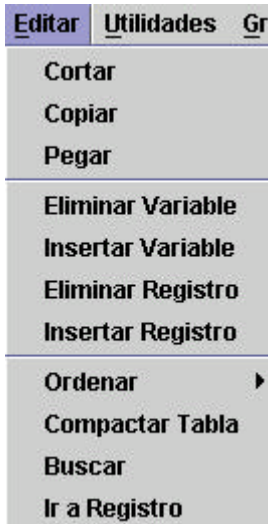 Editar Utilidades Gr
Cortar
Copiar
Pegar
Eliminar Variable
Insertar Variable
Eliminar Registro
Insertar Registro
Ordenar
Compactar Tabla
Buscar
Ir a Registro